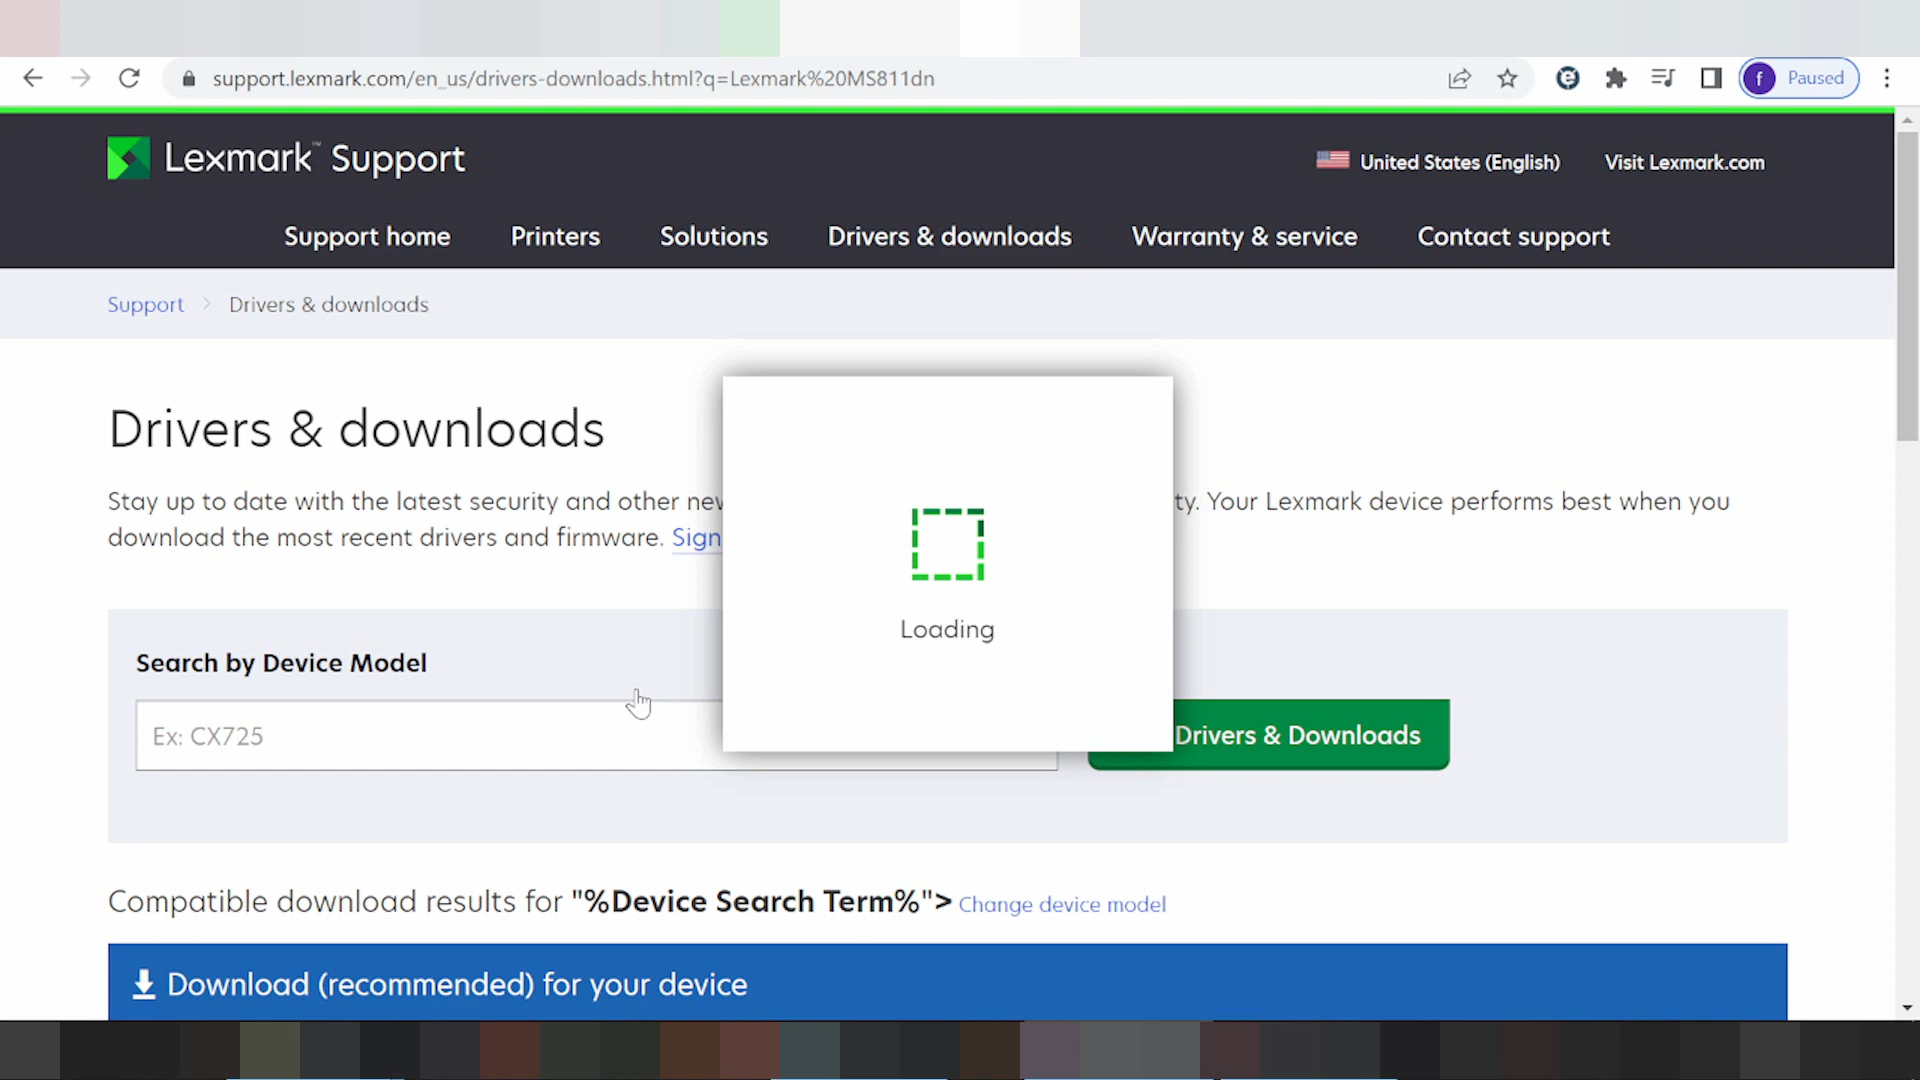 support.lexmark.com/en_us/drivers-downloads.html?q=Lexmark%20MS811dn
f Paused
Lexmark™ Support
United States (English) Visit Lexmark.com
Support home Printers Solutions Drivers & downloads Warranty & service Contact support
Support > Drivers & downloads
Drivers & downloads
Stay up to date with the latest security and other new ty. Your Lexmark device performs best when you
download the most recent drivers and firmware. Sign
Loading
Search by Device Model
Ex: CX725
Drivers & Downloads
Compatible download results for "%Device Search Term%"> Change device model
Download (recommended) for your device